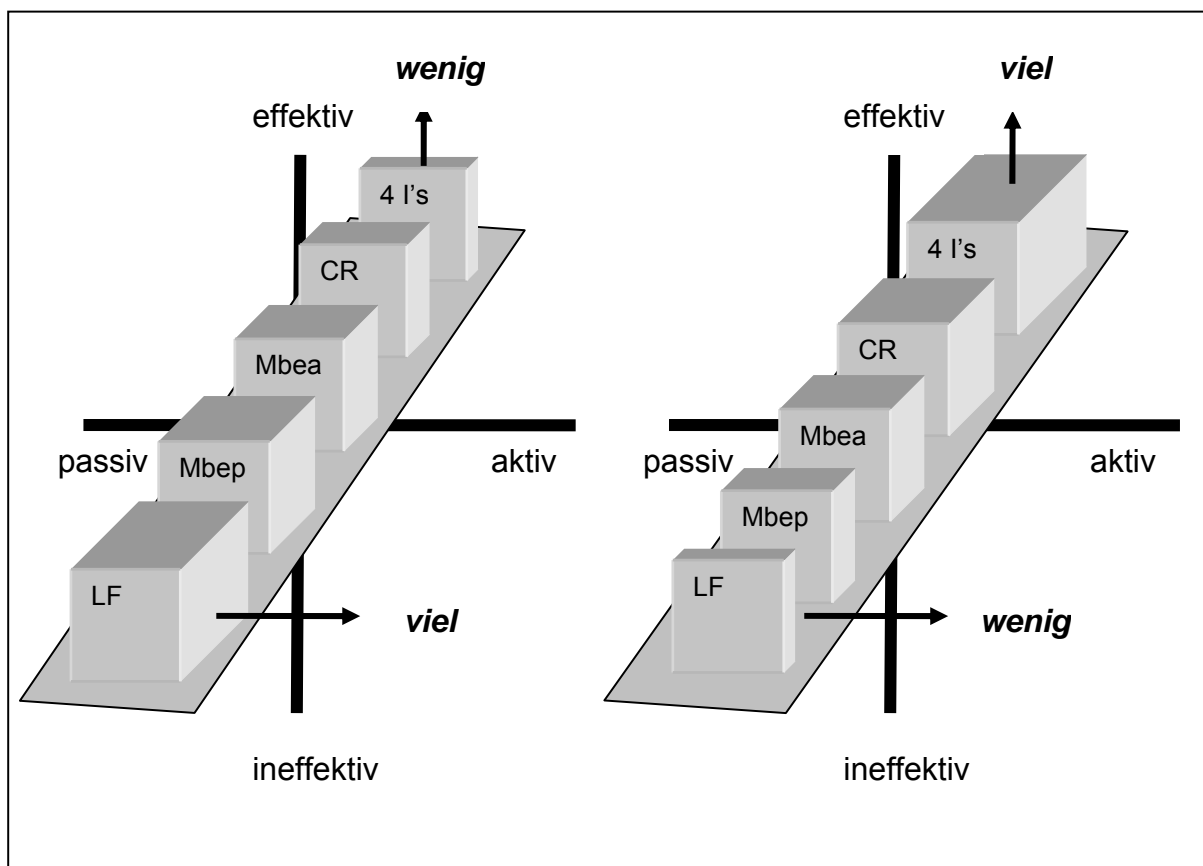 wenig
effektiv
4 I's
CR
Mbea
passiv
Mbep
aktiv
LF
viel
ineffektiv
viel
effektiv
4 I's
CR
Mbea
passiv
aktiv
Mbep
LF
wenig
ineffektiv